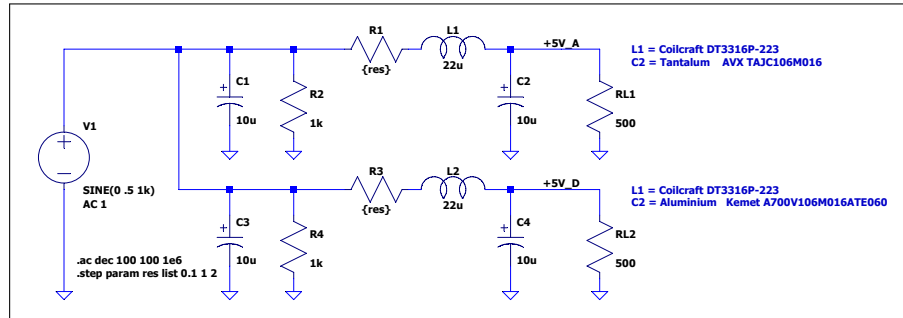 R1
L1
+5V_A
L1 = Coilcraft DT3316P-223
C2 = Tantalum AVX TAJC106M016
{res}
22u
C1
R2
C2
RL1
10u
1k
10u
500
V1
R3
L2
+5V_D
SINE(0 .5 1k)
AC 1
{res}
22u
L1 = Coilcraft DT3316P-223
C2 = Aluminium Kemet A700V106M016ATE060
C3
R4
C4
RL2
10u
1k
10u
500
.ac dec 100 100 1e6
.step param res list 0.1 1 2